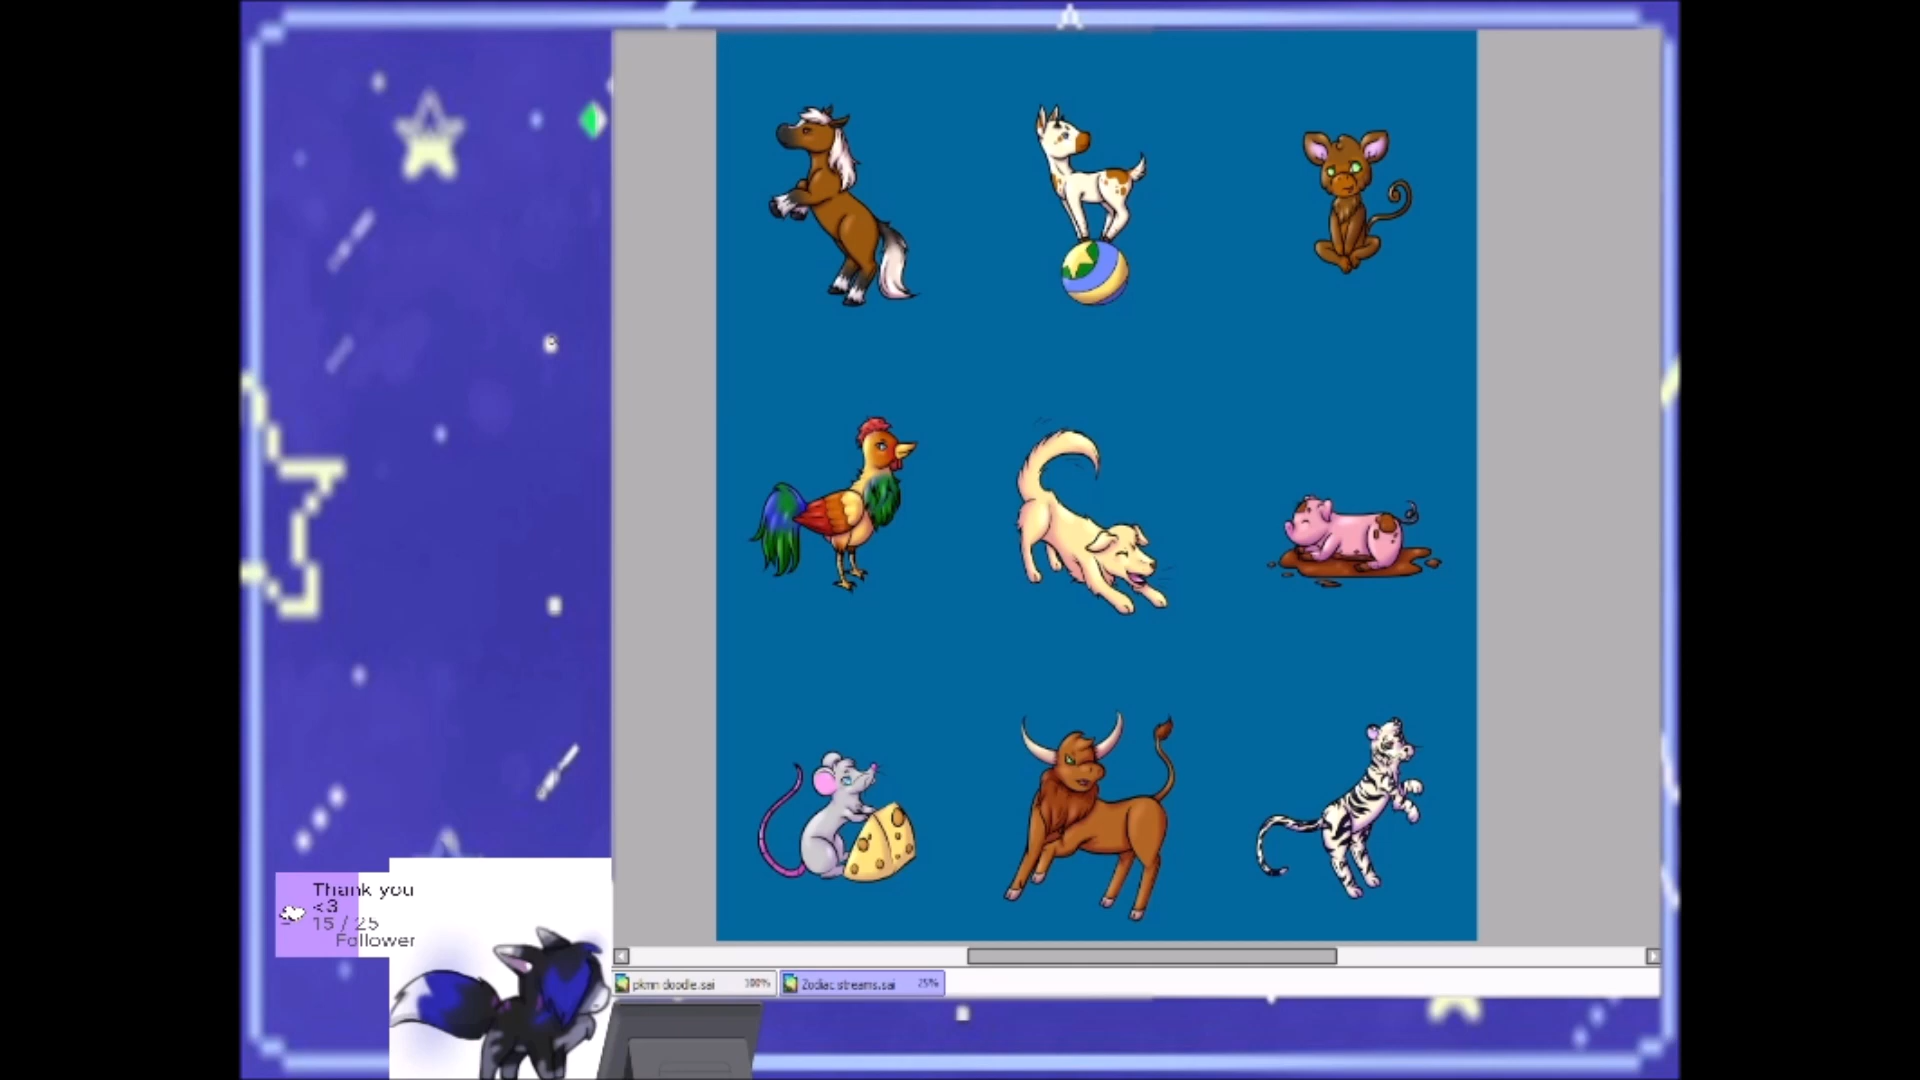 Thank you
<3
15 / 25
Follower
pkmn doodle.sai 100%
Zodiac streams.sai 25%